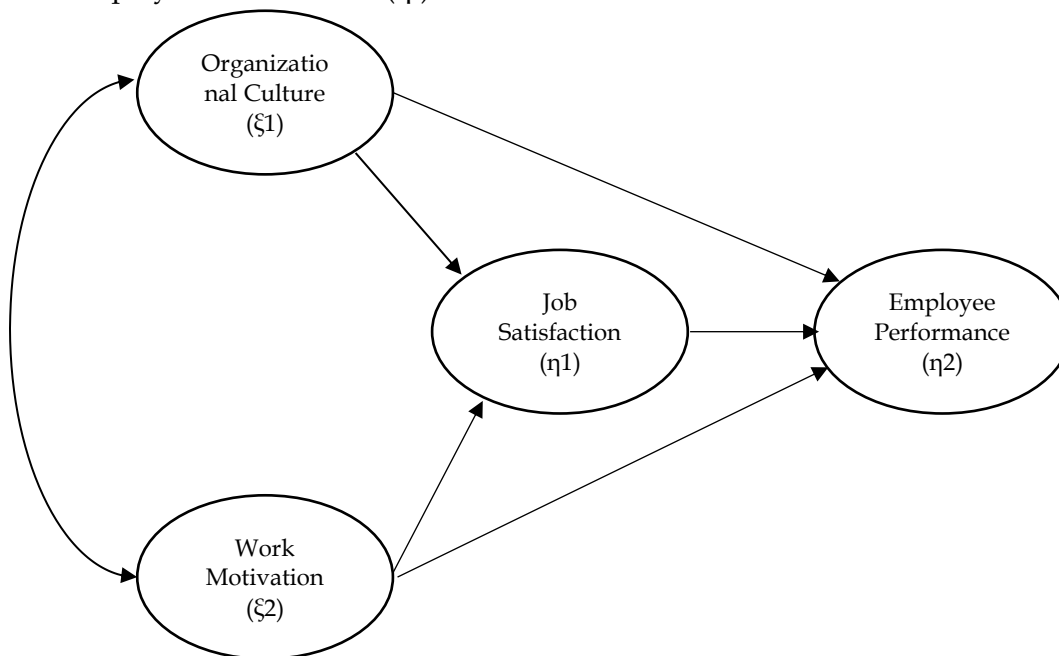 Organizatio
nal Culture
(ξ1)
Job
Satisfaction
(η1)
Employee
Performance
(η2)
Work
Motivation
(ξ2)